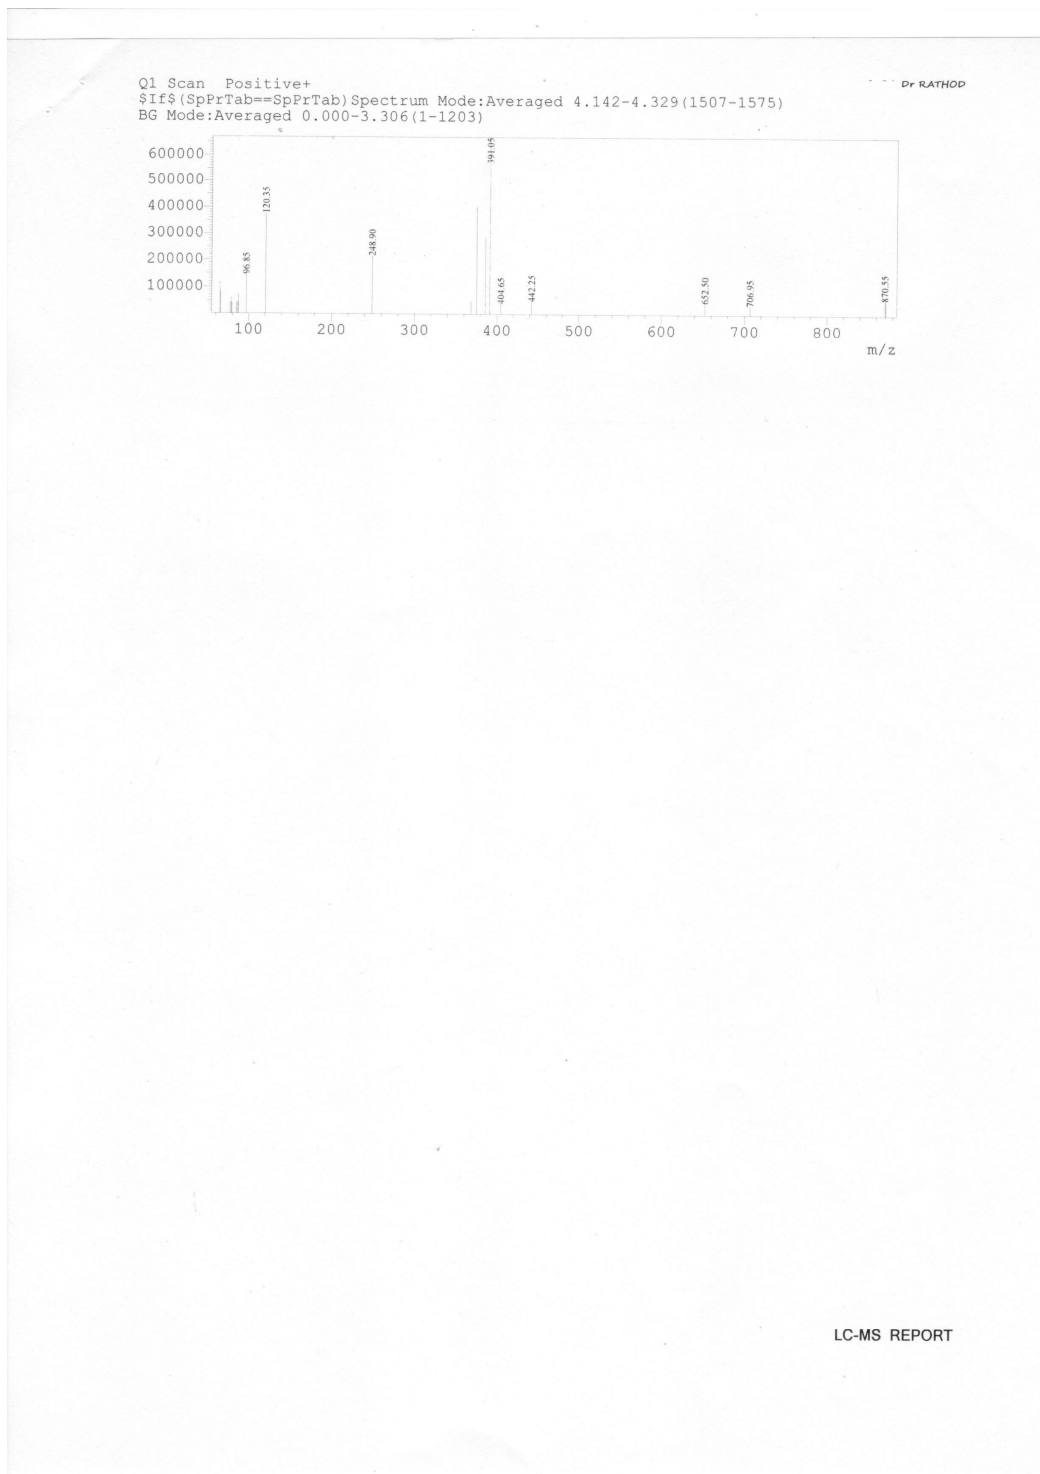 Q1 Scan Positive+
Dr RATHOD
$If$(SpPrTab==SpPrTab)Spectrum Mode:Averaged 4.142-4.329(1507-1575)
BG Mode:Averaged 0.000-3.306(1-1203)
600000
500000
400000
300000
200000
100000
96.85
120.35
248.90
391.05
404.65
442.25
652.50
706.95
870.55
100 200 300 400 500 600 700 800
m/z
LC-MS REPORT